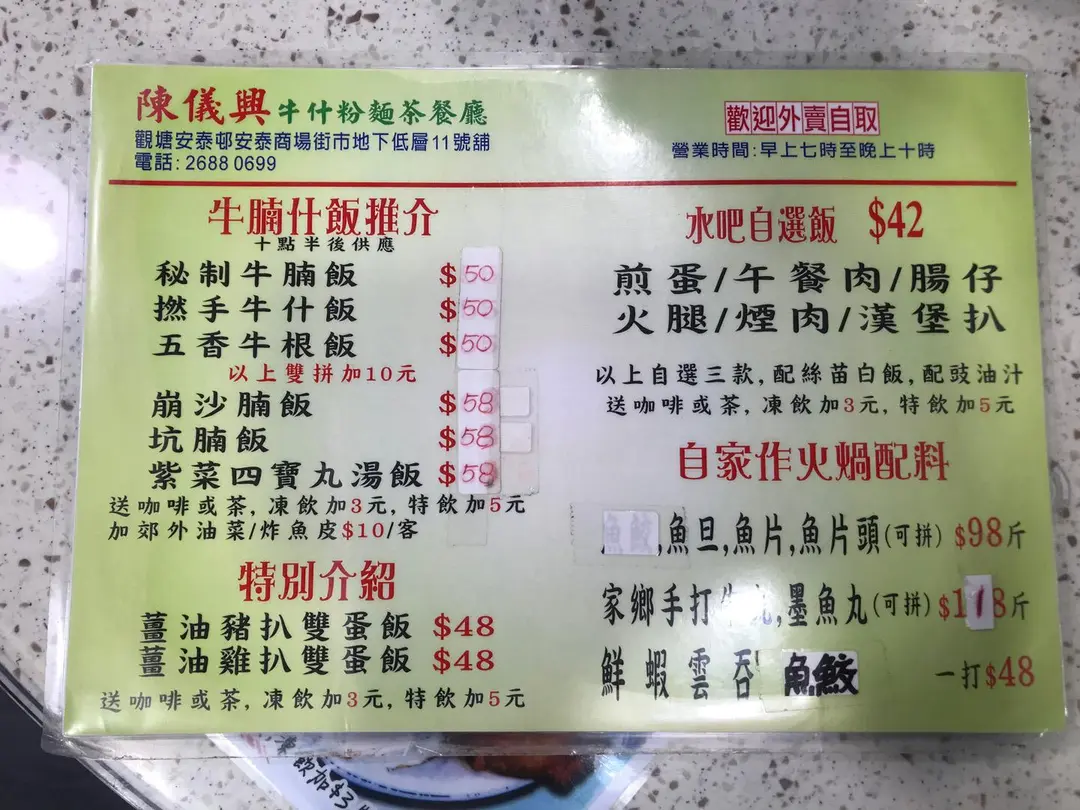 陳儀興牛什粉麵茶餐廳
觀塘安泰邨安泰商場街市地下低層11號舖
電話：2688 0699
歡迎外賣自取
營業時間：早上七時至晚上十時
牛腩什飯推介
十點半後供應
秘制牛腩飯 $50
撚手牛什飯 $50
五香牛根飯 $50
以上雙拼加10元
崩沙腩飯 $58
坑腩飯 $58
紫菜四寶丸湯飯 $58
送咖啡或茶，凍飲加3元，特飲加5元
加郊外油菜/炸魚皮$10/客
特別介紹
薑油豬扒雙蛋飯 $48
薑油雞扒雙蛋飯 $48
送咖啡或茶，凍飲加3元，特飲加5元
水吧自選飯 $42
煎蛋/午餐肉/腸仔
火腿/煙肉/漢堡扒
以上自選三款，配絲苗白飯，配豉油汁
送咖啡或茶，凍飲加3元，特飲加5元
自家作火焗配料
,魚旦,魚片,魚片頭(可拼) $98斤
家鄉手打牛丸,墨魚丸(可拼) $118斤
鮮蝦雲吞 魚餃 一打$48
飲加$3